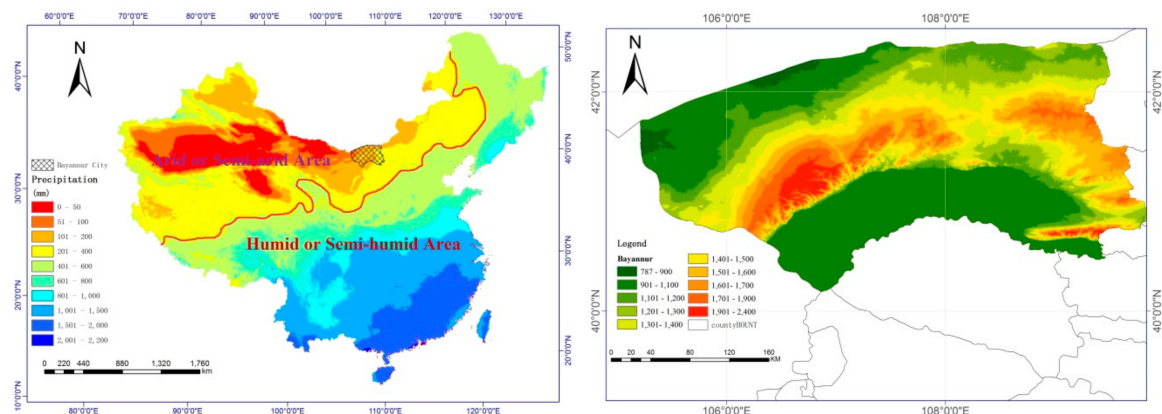 60°0'0"E 70°0'0"E 80°0'0"E 90°0'0"E 100°0'0"E 110°0'0"E 120°0'0"E 130°0'0"E
N
50°0'0"N
40°0'0"N
40°0'0"N
30°0'0"N
30°0'0"N
20°0'0"N
20°0'0"N
10°0'0"N
Arid or Semi-arid Area
Humid or Semi-humid Area
Bayannur City
Precipitation
(mm)
0 - 50
51 - 100
101 - 200
201 - 400
401 - 600
601 - 800
801 - 1,000
1,001 - 1,500
1,501 - 2,000
2,001 - 2,200
0 220 440 880 1,320 1,760
km
80°0'0"E 90°0'0"E 100°0'0"E 110°0'0"E 120°0'0"E
106°0'0"E 108°0'0"E
N
42°0'0"N
42°0'0"N
40°0'0"N
40°0'0"N
Legend
Bayannur
787 - 900
901 - 1,100
1,101 - 1,200
1,201 - 1,300
1,301 - 1,400
1,401- 1,500
1,501 - 1,600
1,601- 1,700
1,701 - 1,900
1,901 - 2,400
countyBOUNT
0 20 40 80 120 160
KM
106°0'0"E 108°0'0"E